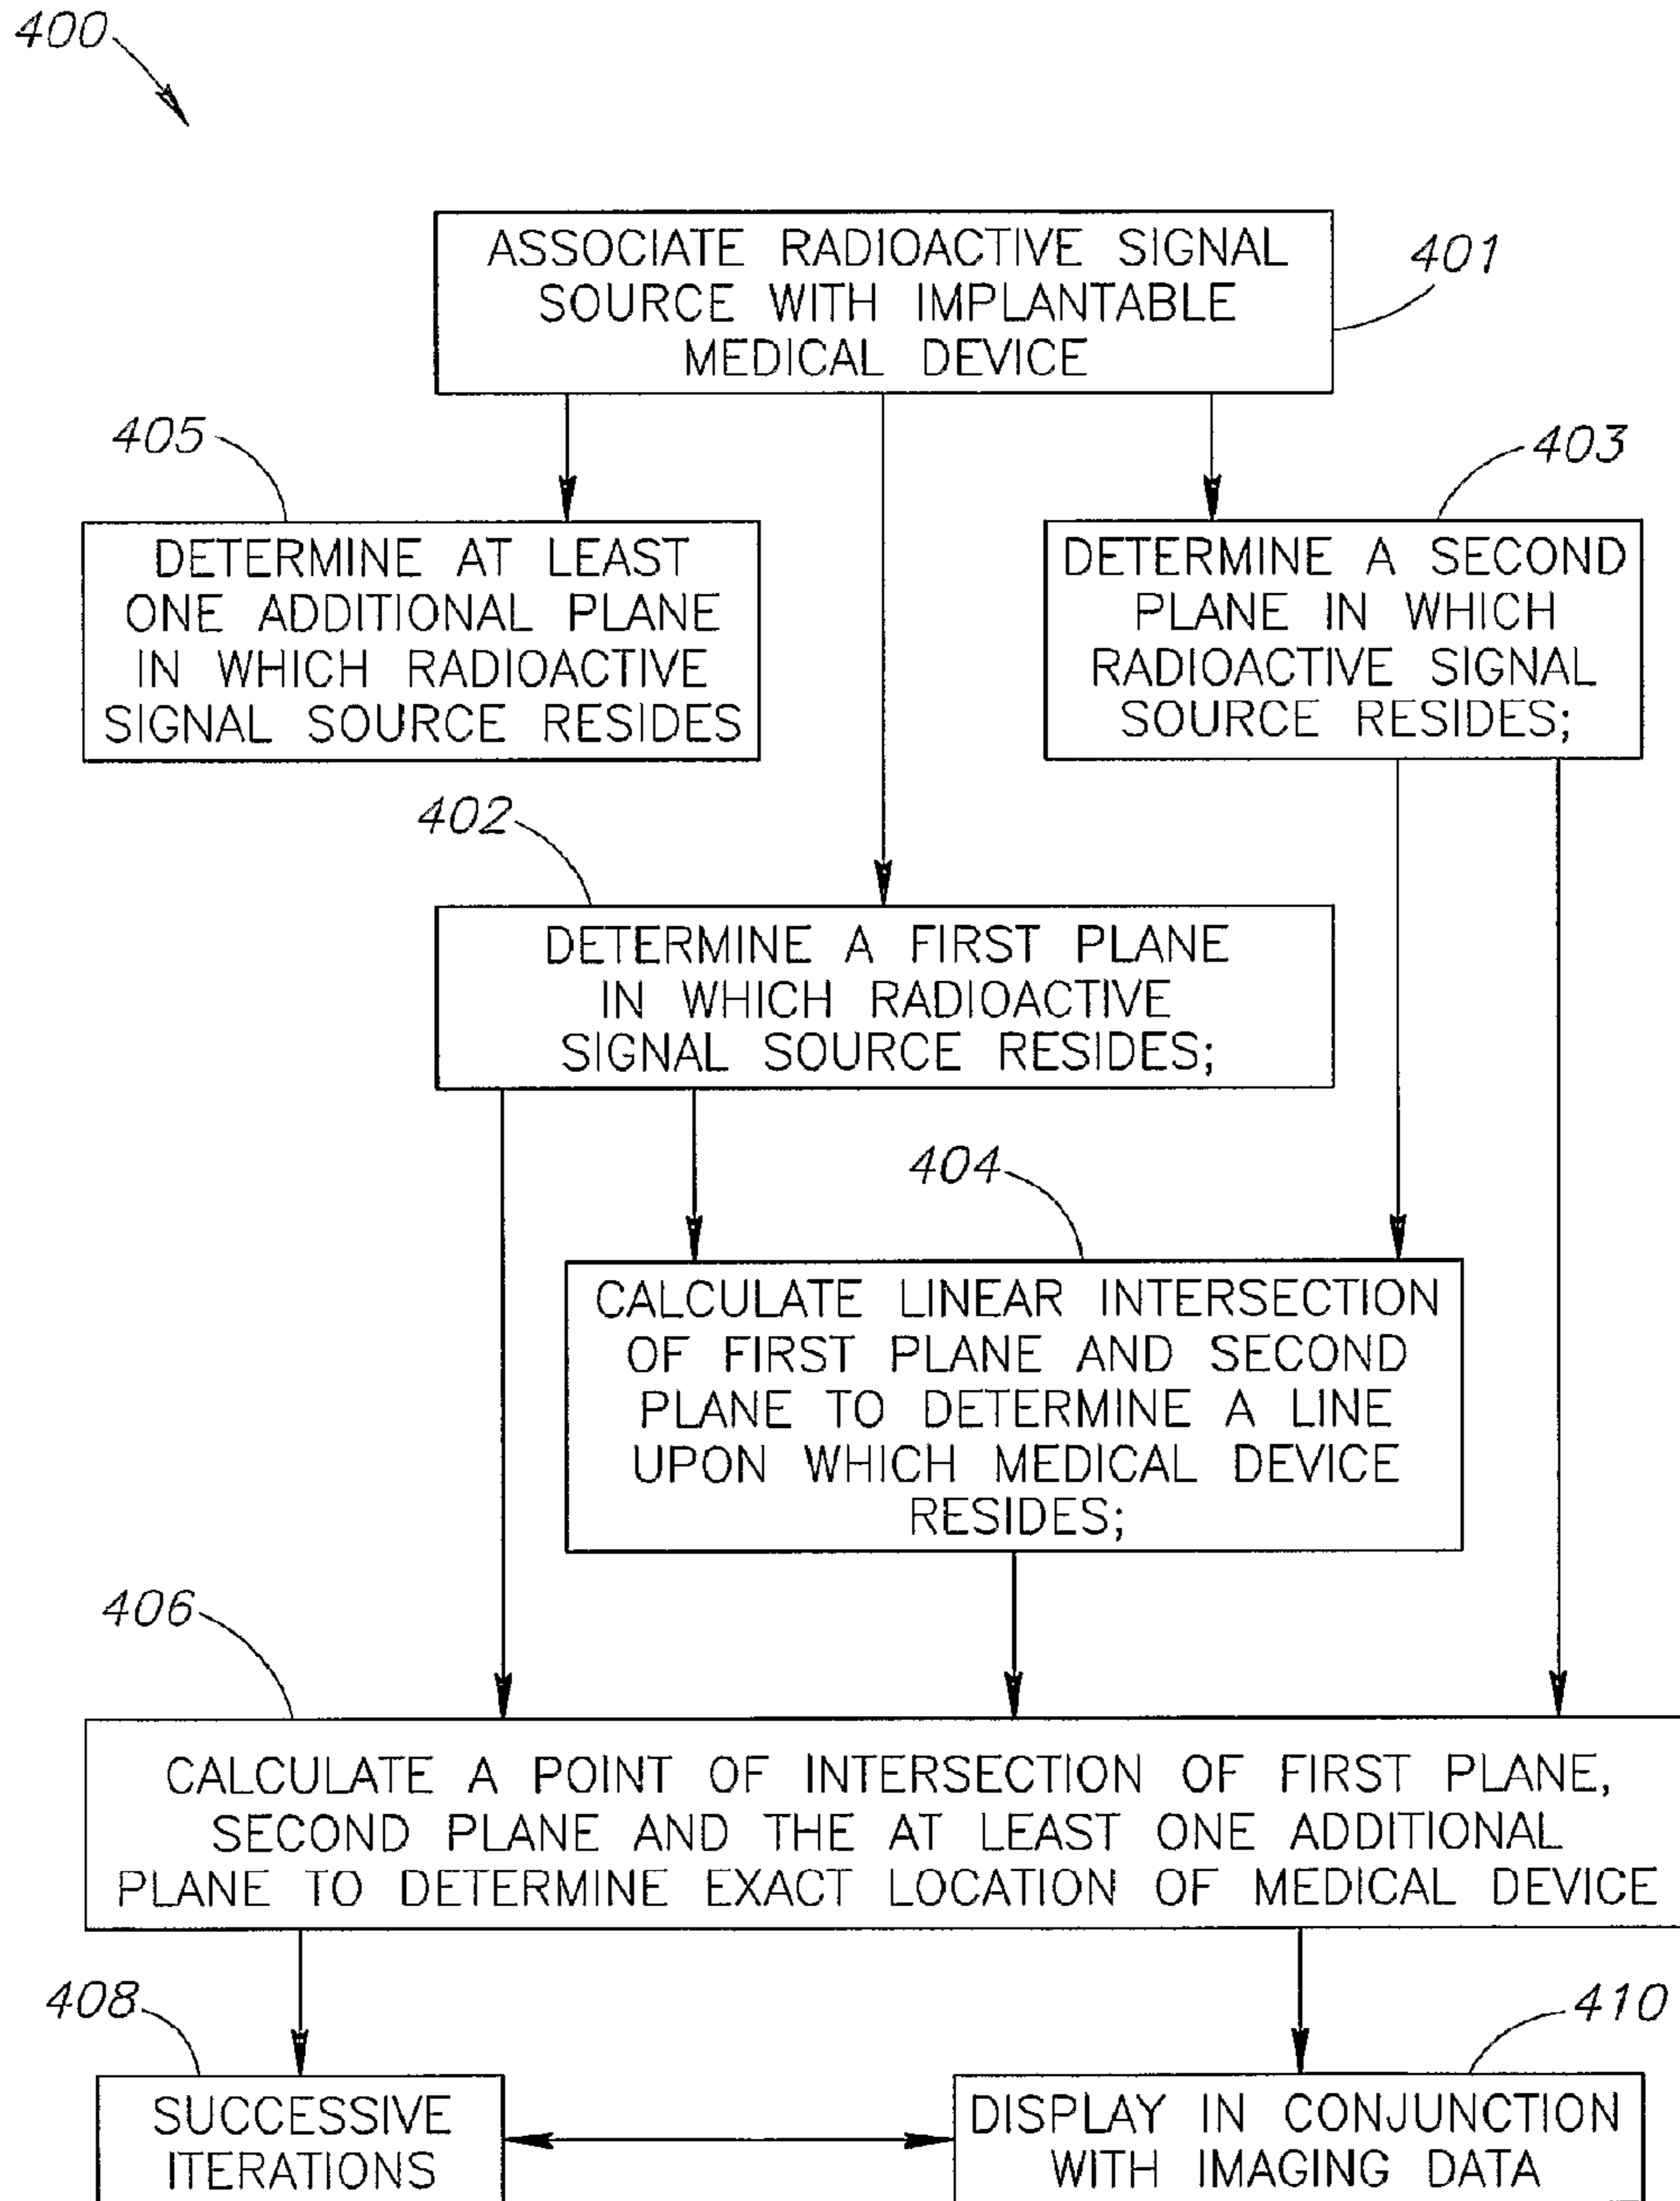 400
ASSOCIATE RADIOACTIVE SIGNAL
SOURCE WITH IMPLANTABLE
MEDICAL DEVICE
401
405
DETERMINE AT LEAST
ONE ADDITIONAL PLANE
IN WHICH RADIOACTIVE
SIGNAL SOURCE RESIDES
403
DETERMINE A SECOND
PLANE IN WHICH
RADIOACTIVE SIGNAL
SOURCE RESIDES;
402
DETERMINE A FIRST PLANE
IN WHICH RADIOACTIVE
SIGNAL SOURCE RESIDES;
404
CALCULATE LINEAR INTERSECTION
OF FIRST PLANE AND SECOND
PLANE TO DETERMINE A LINE
UPON WHICH MEDICAL DEVICE
RESIDES;
406
CALCULATE A POINT OF INTERSECTION OF FIRST PLANE,
SECOND PLANE AND THE AT LEAST ONE ADDITIONAL
PLANE TO DETERMINE EXACT LOCATION OF MEDICAL DEVICE
408
SUCCESSIVE
ITERATIONS
410
DISPLAY IN CONJUNCTION
WITH IMAGING DATA